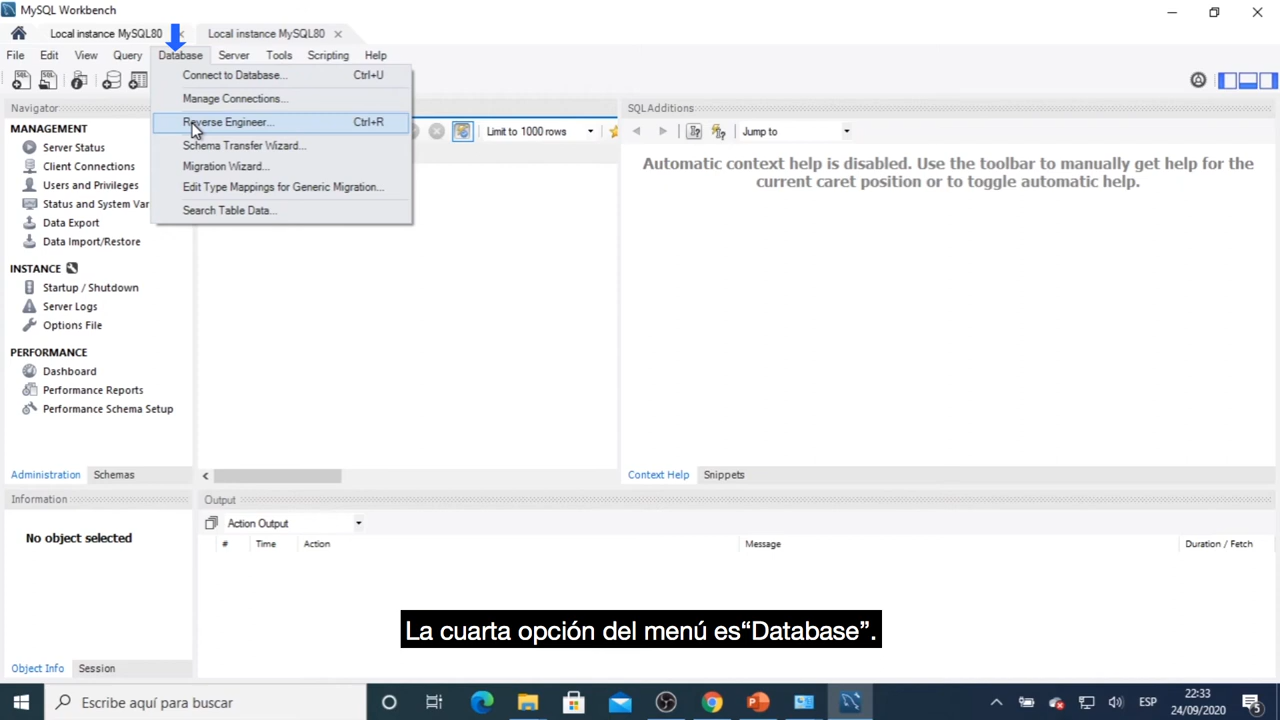 MySQL Workbench
Local instance MySQL80
Local instance MySQL80
File Edit View Query Database Server Tools Scripting Help
Connect to Database... Ctrl+U
Manage Connections...
Reverse Engineer... Ctrl+R
Schema Transfer Wizard...
Migration Wizard...
Edit Type Mappings for Generic Migration...
Search Table Data...
Limit to 1000 rows
Navigator
MANAGEMENT
Server Status
Client Connections
Users and Privileges
Status and System Var
Data Export
Data Import/Restore
INSTANCE
Startup / Shutdown
Server Logs
Options File
PERFORMANCE
Dashboard
Performance Reports
Performance Schema Setup
Administration Schemas
SQL Additions
Jump to
Automatic context help is disabled. Use the toolbar to manually get help for the
current caret position or to toggle automatic help.
Context Help Snippets
Information
No object selected
Object Info Session
Output
Action Output
# Time Action Message Duration / Fetch
La cuarta opción del menú es“Database”.
Escribe aquí para buscar
ESP
22:33
24/09/2020
5